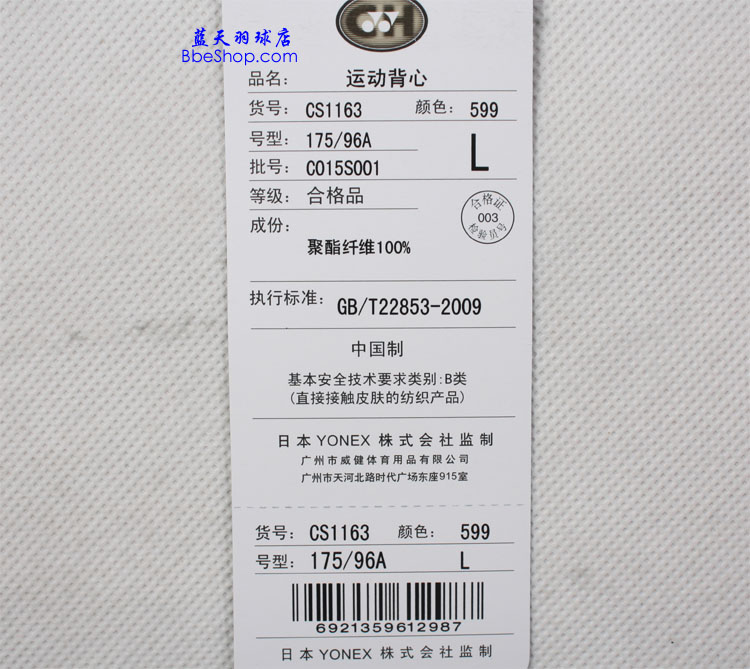 蓝天羽球店
BbeShop.com
品名： 运动背心
货号： CS1163 颜色： 599
号型： 175/96A L
批号： C015S001
等级： 合格品
合格证
003
检验员号
成份：
聚酯纤维100%
执行标准： GB/T22853-2009
中国制
基本安全技术要求类别：B类
(直接接触皮肤的纺织产品)
日本 YONEX 株式会社监制
广州市威健体育用品有限公司
广州市天河北路时代广场东座915室
货号： CS1163 颜色： 599
号型： 175/96A L
6921359612987
日本 YONEX 株式会社监制